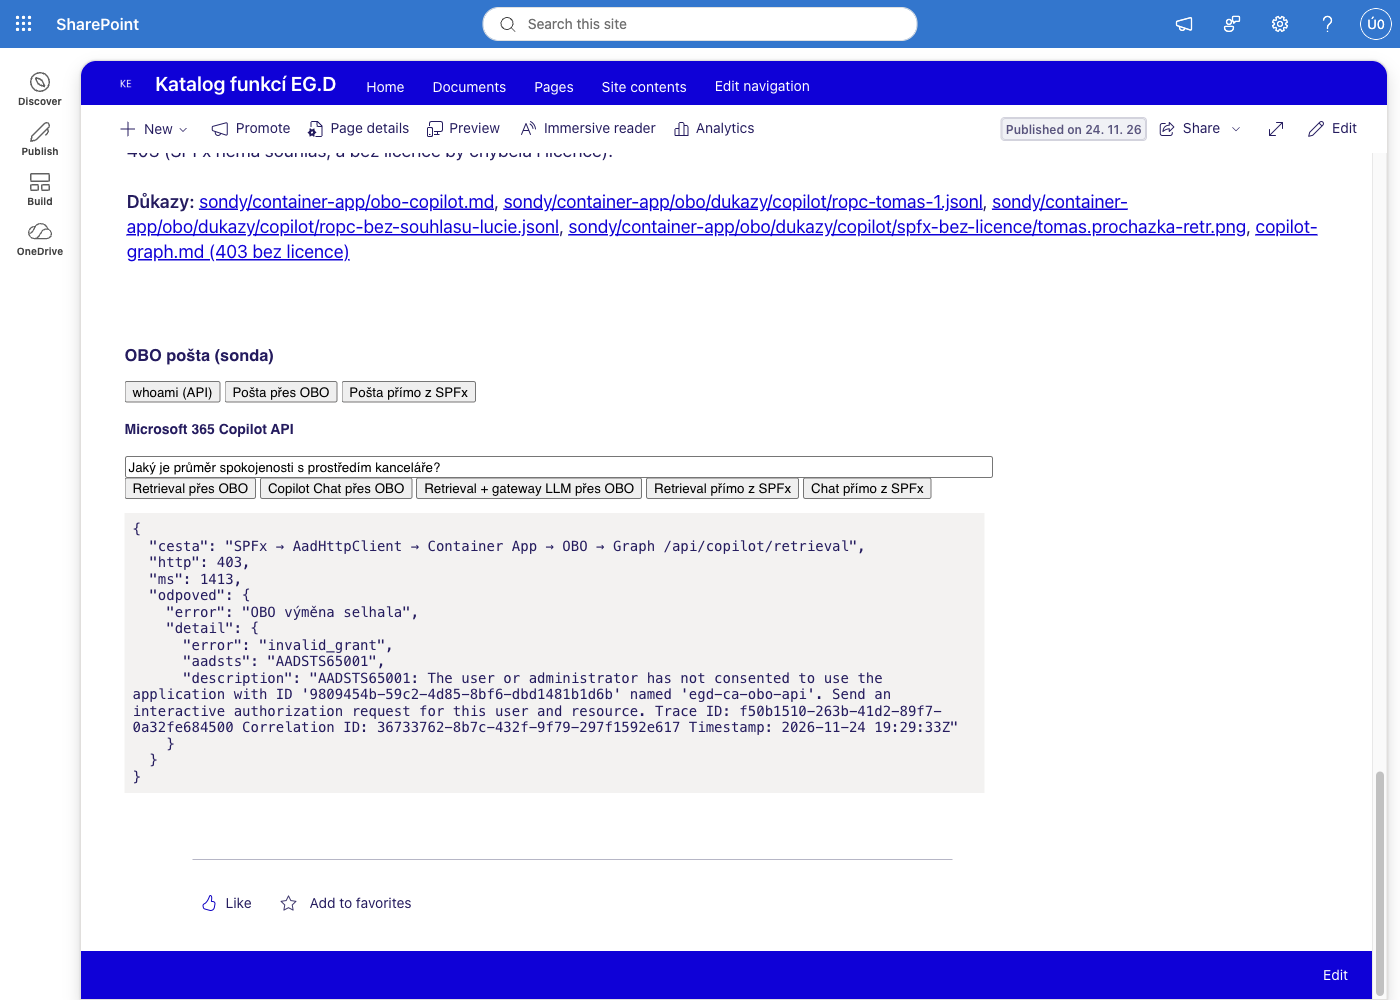 SharePoint
Search this site
Ú0
Discover
Publish
Build
OneDrive
KE
Katalog funkcí EG.D
Home
Documents
Pages
Site contents
Edit navigation
New
Promote
Page details
Preview
Immersive reader
Analytics
Published on 24. 11. 26
Share
Edit
403 (SPFx nemá souhlas, a bez licence by chyběla i licence).
Důkazy: sondy/container-app/obo-copilot.md, sondy/container-app/obo/dukazy/copilot/ropc-tomas-1.jsonl, sondy/container-
app/obo/dukazy/copilot/ropc-bez-souhlasu-lucie.jsonl, sondy/container-app/obo/dukazy/copilot/spfx-bez-licence/tomas.prochazka-retr.png, copilot-
graph.md (403 bez licence)
OBO pošta (sonda)
whoami (API)
Pošta přes OBO
Pošta přímo z SPFx
Microsoft 365 Copilot API
Jaký je průměr spokojenosti s prostředím kanceláře?
Retrieval přes OBO
Copilot Chat přes OBO
Retrieval + gateway LLM přes OBO
Retrieval přímo z SPFx
Chat přímo z SPFx
{
"cesta": "SPFx → AadHttpClient → Container App → OBO → Graph /api/copilot/retrieval",
"http": 403,
"ms": 1413,
"odpoved": {
"error": "OBO výměna selhala",
"detail": {
"error": "invalid_grant",
"aadsts": "AADSTS65001",
"description": "AADSTS65001: The user or administrator has not consented to use the
application with ID '9809454b-59c2-4d85-8bf6-dbd1481b1d6b' named 'egd-ca-obo-api'. Send an
interactive authorization request for this user and resource. Trace ID: f50b1510-263b-41d2-89f7-
0a32fe684500 Correlation ID: 36733762-8b7c-432f-9f79-297f1592e617 Timestamp: 2026-11-24 19:29:33Z"
}
}
}
Like
Add to favorites
Edit